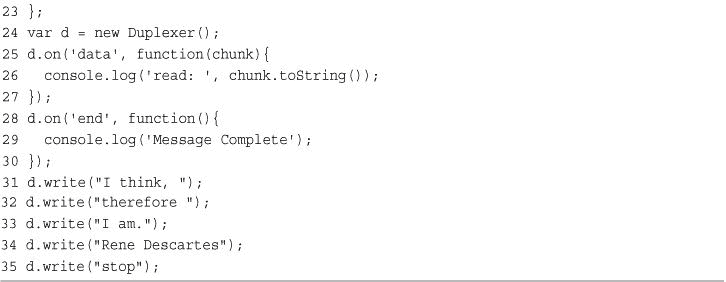 23 };
24 var d = new Duplexer();
25 d.on('data', function(chunk){
26   console.log('read: ', chunk.toString());
27 });
28 d.on('end', function(){
29   console.log('Message Complete');
30 });
31 d.write("I think, ");
32 d.write("therefore ");
33 d.write("I am.");
34 d.write("Rene Descartes");
35 d.write("stop");